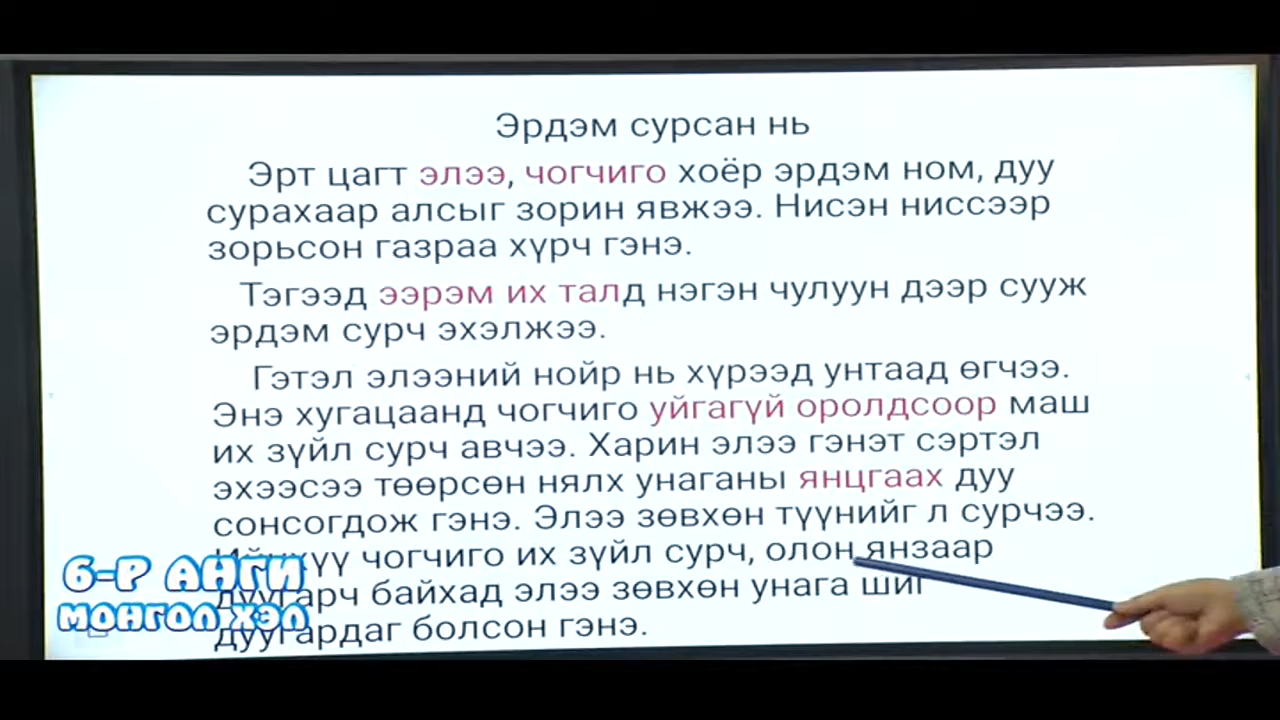 Эрдэм сурсан нь
Эрт цагт элээ, чогчиго хоёр эрдэм ном, дуу
сурахаар алсыг зорин явжээ. Нисэн ниссээр
зорьсон газраа хүрч гэнэ.
Тэгээд ээрэм их талд нэгэн чулуун дээр сууж
эрдэм сурч эхэлжээ.
Гэтэл элээний нойр нь хүрээд унтаад өгчээ.
Энэ хугацаанд чогчиго уйгагүй оролдсоор маш
их зүйл сурч авчээ. Харин элээ гэнэт сэртэл
эхээсээ төөрсөн нялх унаганы янцгаах дуу
сонсогдож гэнэ. Элээ зөвхөн түүнийг л сурчээ.
чогчиго их зүйл сурч, олон янзаар
дуугарч байхад элээ зөвхөн унага шиг
дуугардаг болсон гэнэ.
6-Р АНГИ
МОНГОЛ ХЭЛ